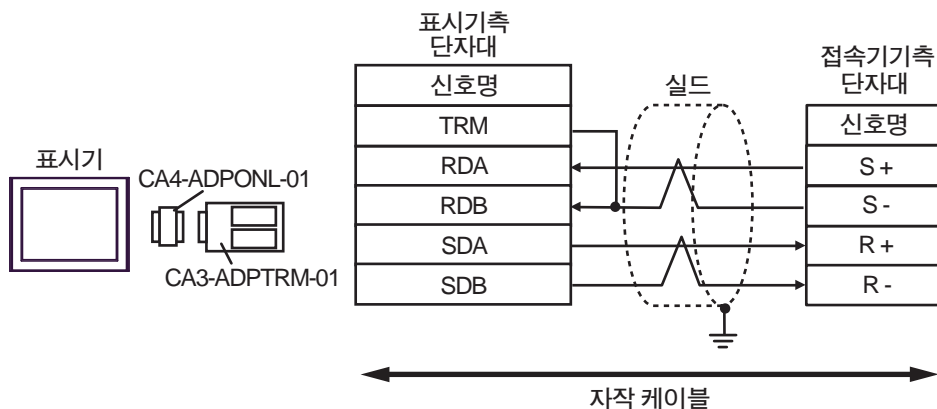 표시기측
단자대
신호명
TRM
RDA
RDB
SDA
SDB
실드
접속기기측
단자대
신호명
S +
S -
R +
R -
표시기
CA4-ADPONL-01
CA3-ADPTRM-01
자작 케이블